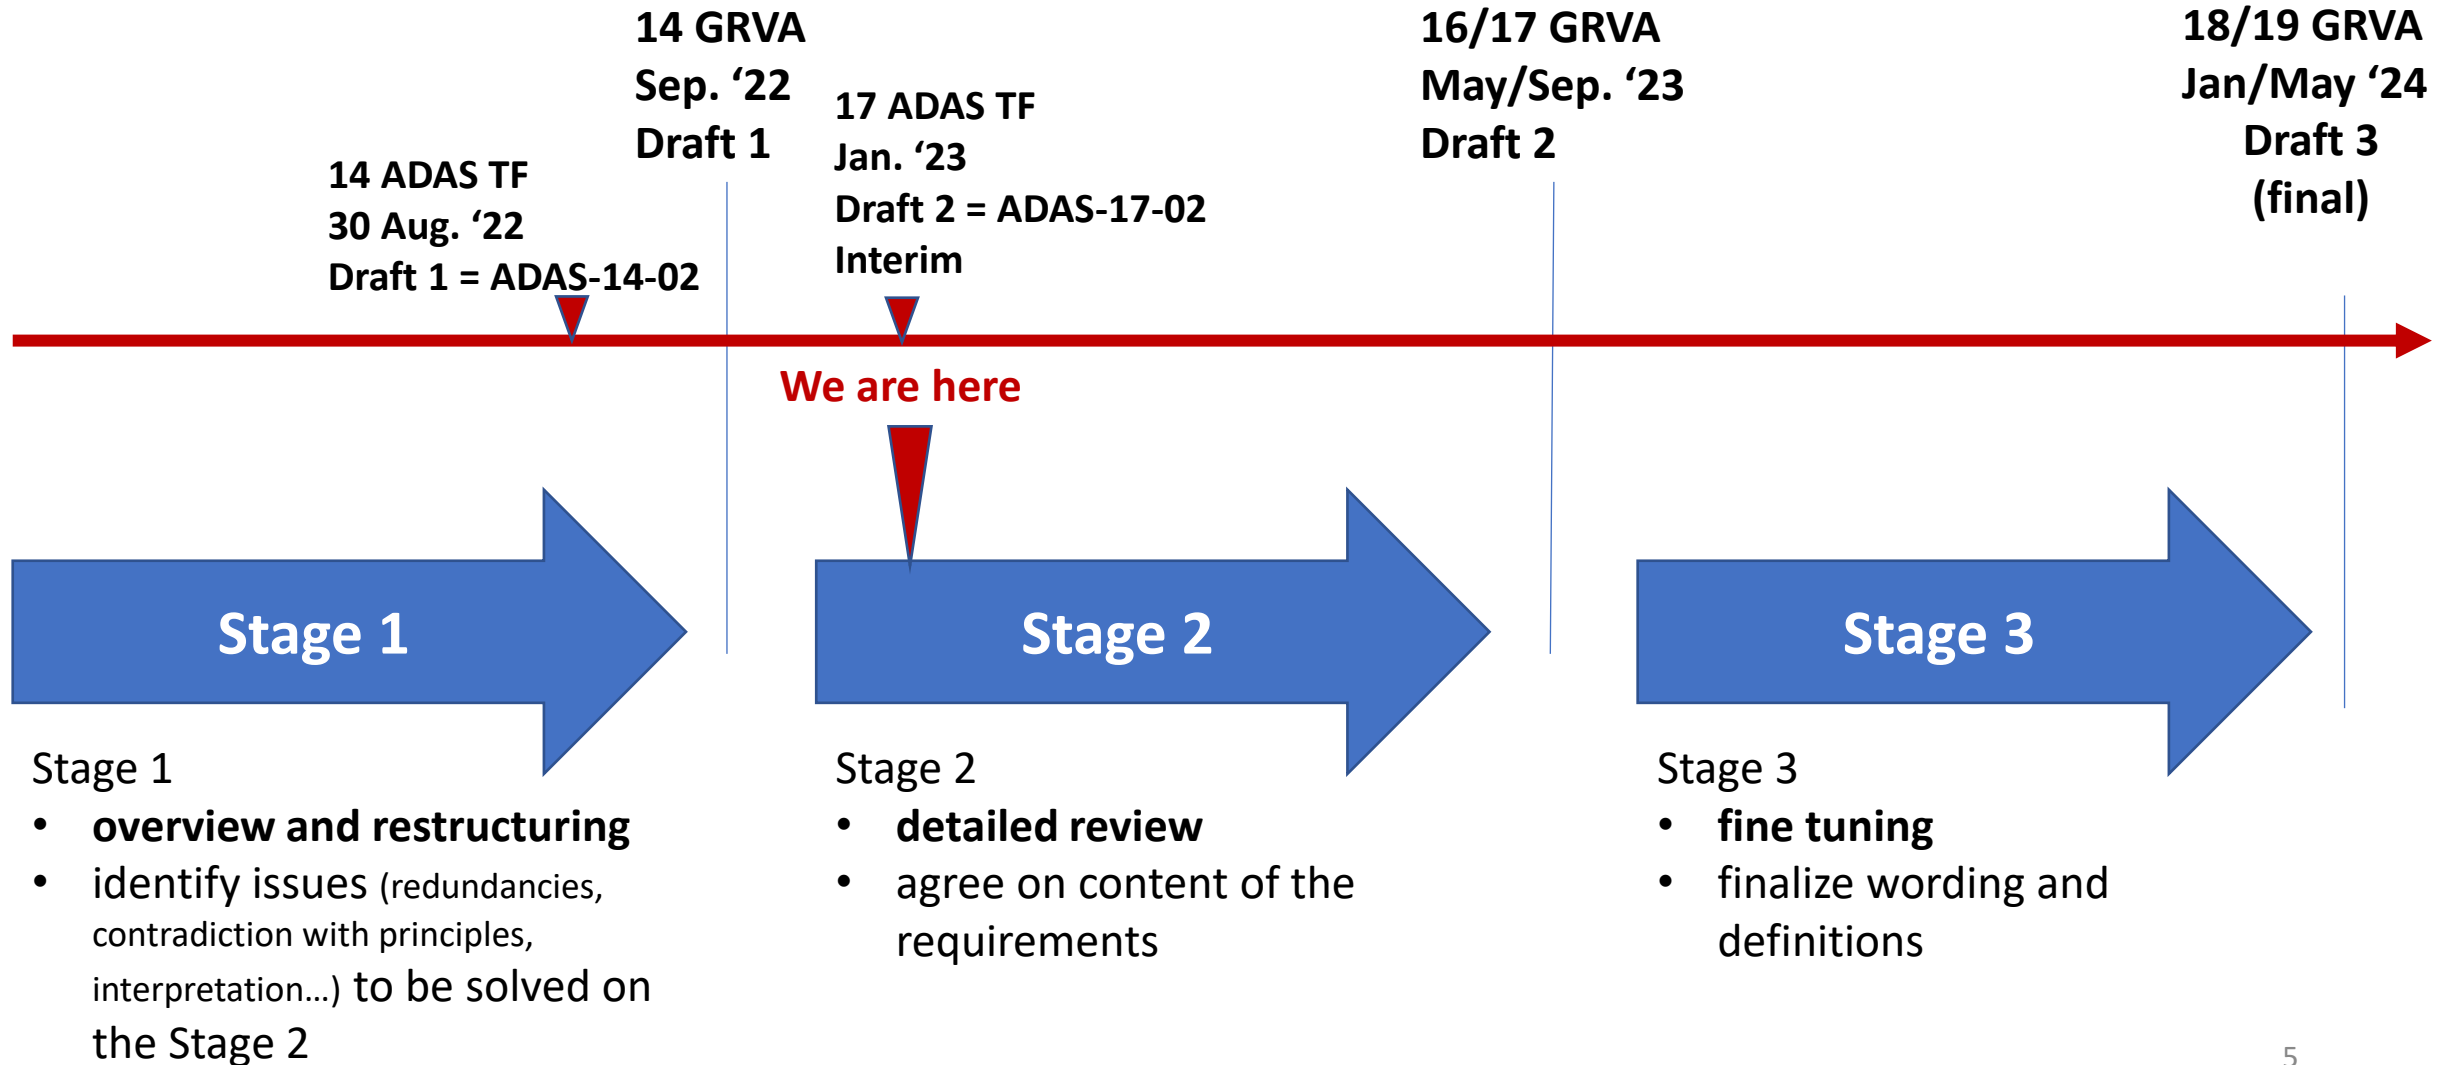 14 GRVA
Sep. ‘22
Draft 1
16/17 GRVA
May/Sep. ‘23
Draft 2
18/19 GRVA
Jan/May ‘24
Draft 3
(final)
14 ADAS TF
30 Aug. ‘22
Draft 1 = ADAS-14-02
17 ADAS TF
Jan. ‘23
Draft 2 = ADAS-17-02
Interim
We are here
Stage 1
Stage 2
Stage 3
Stage 1
• overview and restructuring
• identify issues (redundancies,
contradiction with principles,
interpretation…) to be solved on
the Stage 2
Stage 2
• detailed review
• agree on content of the
requirements
Stage 3
• fine tuning
• finalize wording and
definitions
5